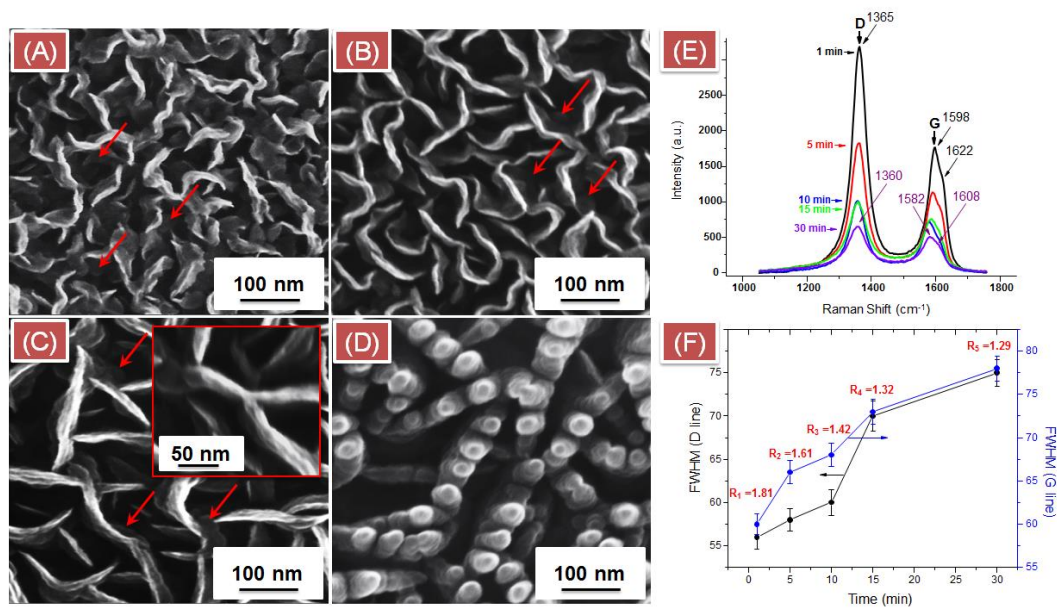 (A)
100 nm
(B)
100 nm
(C)
50 nm
100 nm
(D)
100 nm
(E)
D
1365
1 min
5 min
10 min
15 min
30 min
1360
G
1598
1622
1582
1608
3000
2500
2000
1500
1000
500
0
Intensity (a.u.)
1000 1200 1400 1600 1800
Raman Shift (cm⁻¹)
(F)
R₁ =1.81
R₂ =1.61
R₃ =1.42
R₄ =1.32
R₅ =1.29
75
70
65
60
55
FWHM (D line)
80
75
70
65
60
55
FWHM (G line)
0 5 10 15 20 25 30
Time (min)